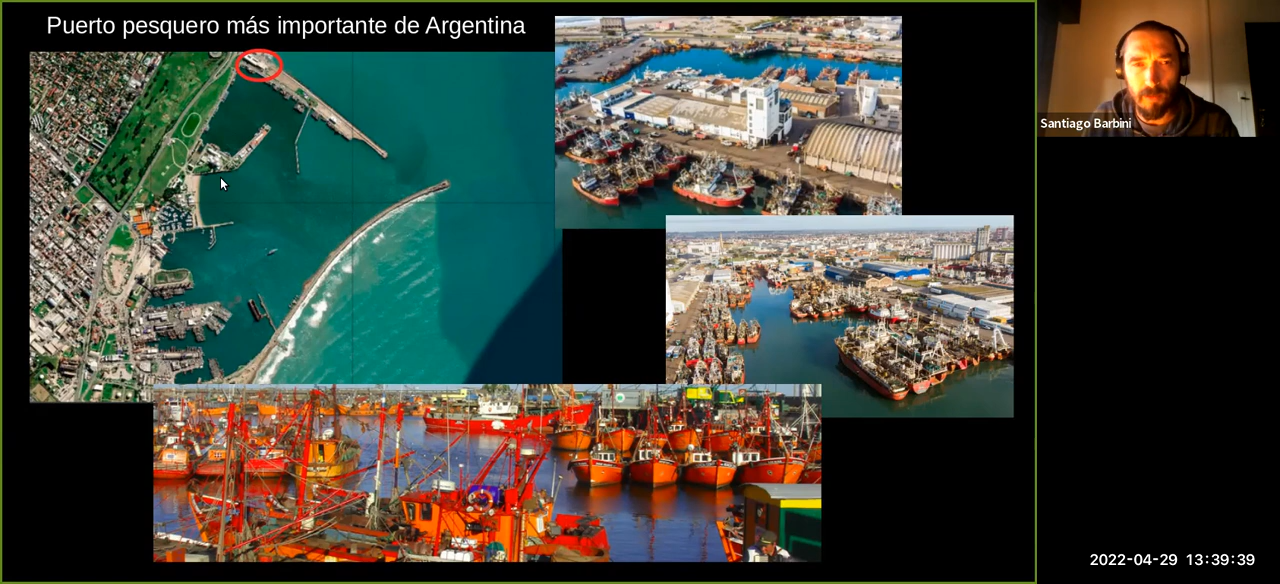 Puerto pesquero más importante de Argentina
Santiago Barbini
2022-04-29 13:39:39